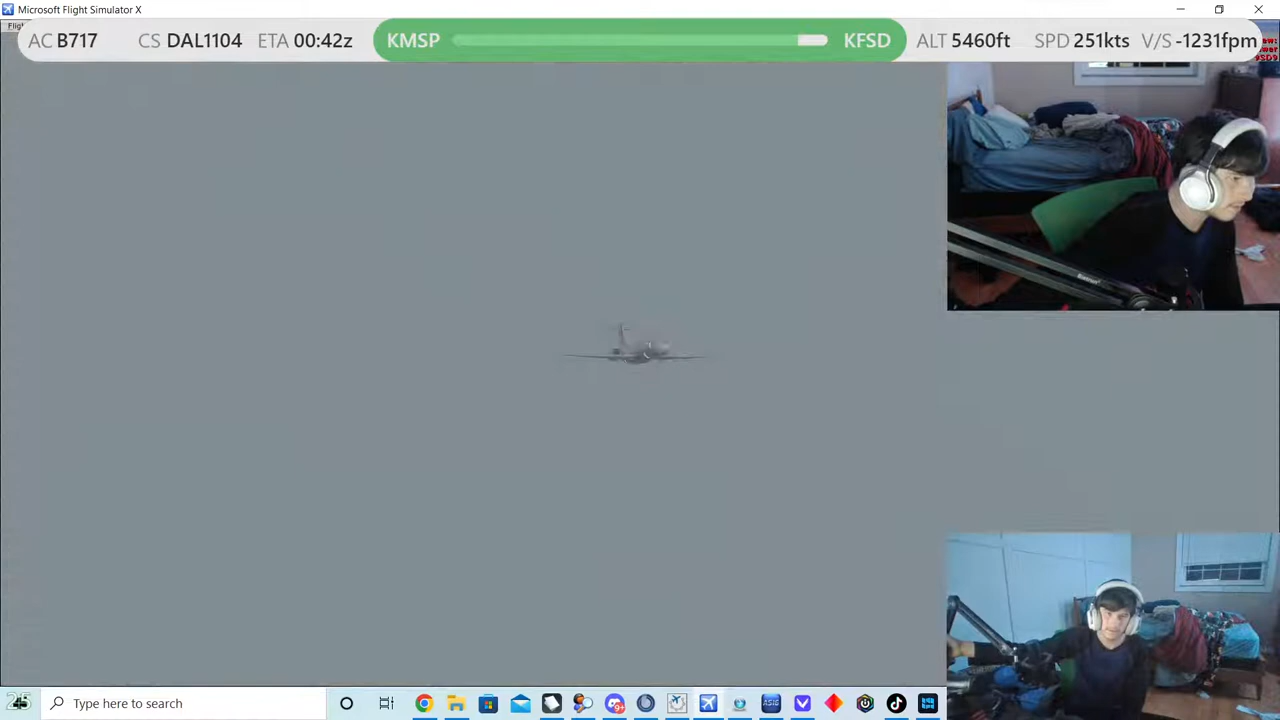 Microsoft Flight Simulator X
AC B717 CS DAL1104 ETA 00:42z KMSP KFSD ALT 5460ft SPD 251kts V/S -1231fpm
Type here to search